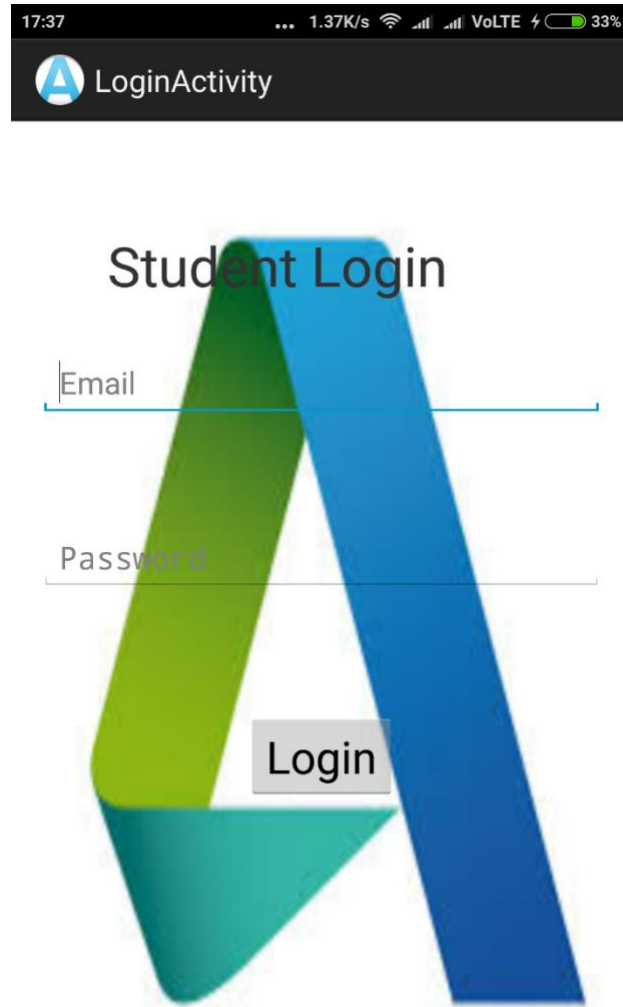 17:37 ... 1.37K/s VoLTE 33%
A LoginActivity
Student Login
Email
Password
Login